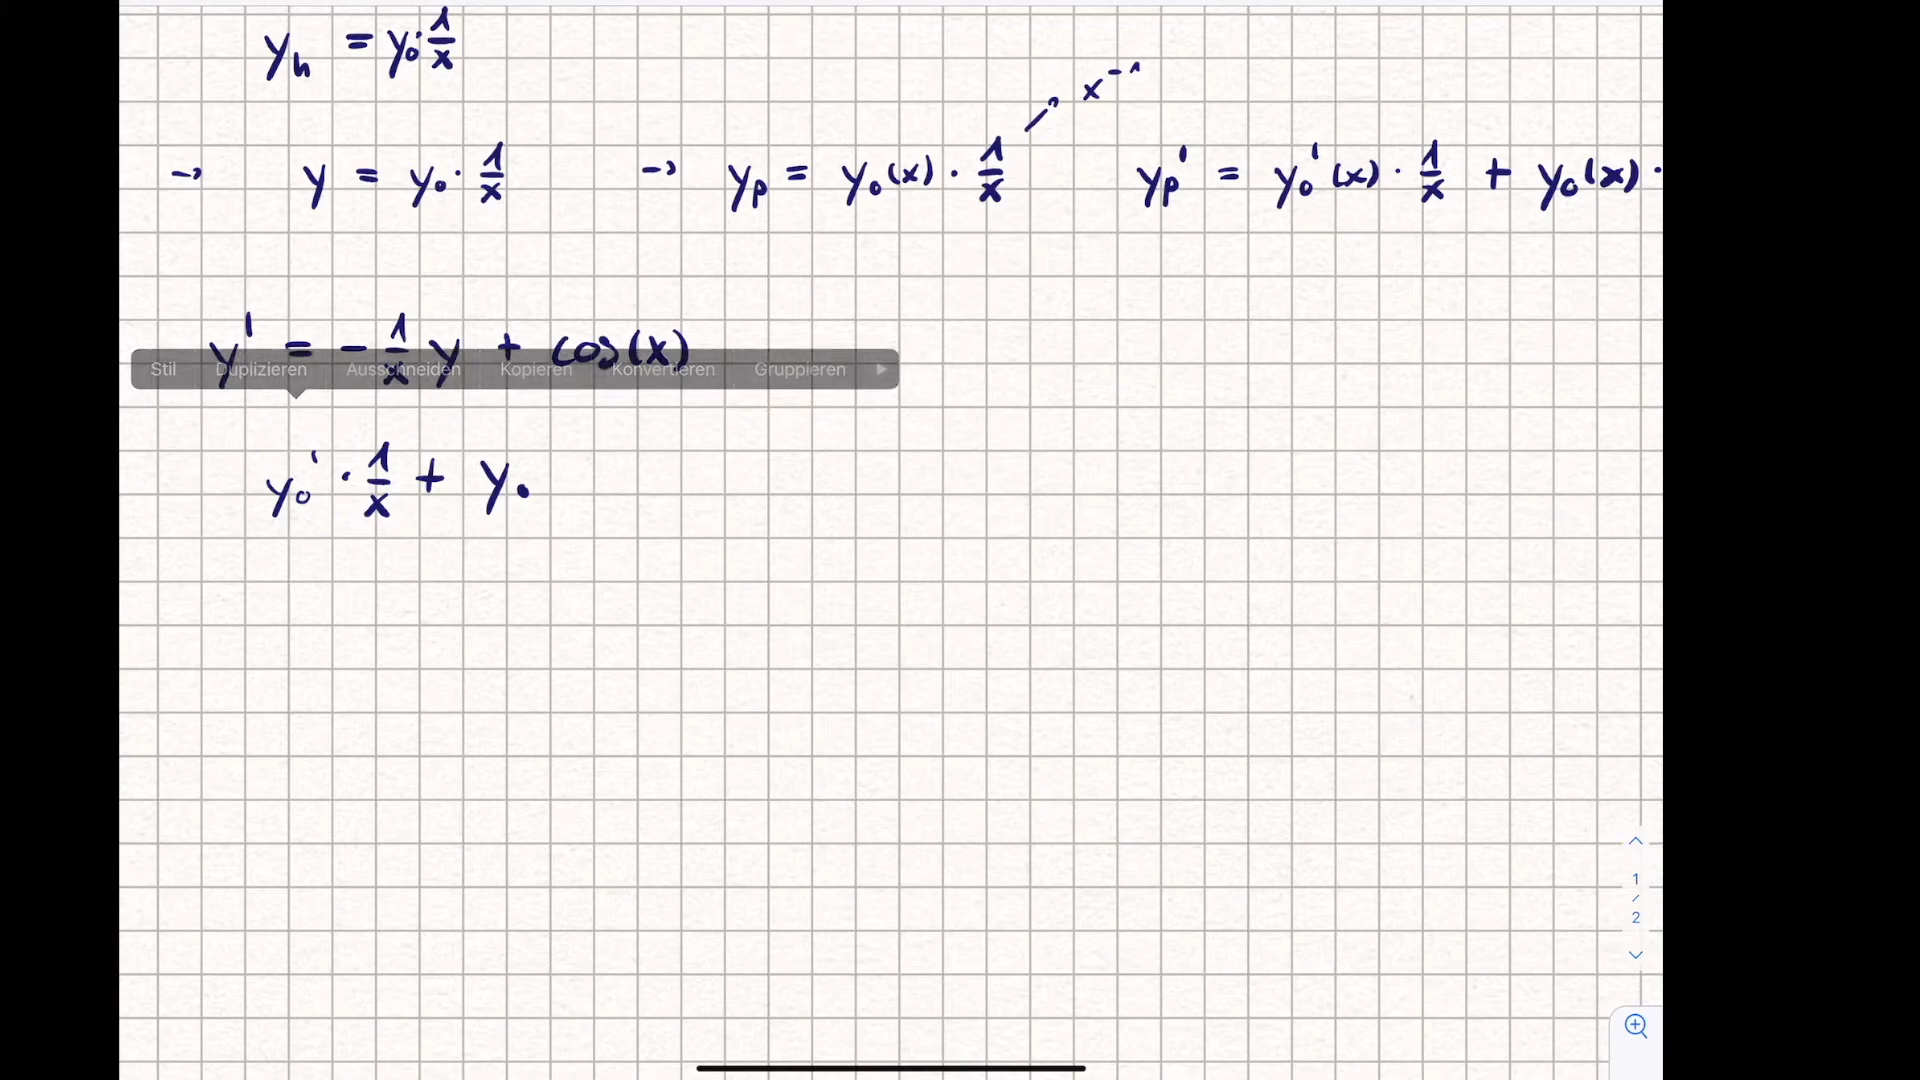 yh = y₀ · 1/x
x⁻¹
→ y = y₀ · 1/x → yp = y₀(x) · 1/x yp' = y₀'(x) · 1/x + y₀(x) ·
y' = - 1/x y + cos(x)
Stil Duplizieren Ausschneiden Kopieren Konvertieren Gruppieren ▶
y₀' · 1/x + y.
1
/
2